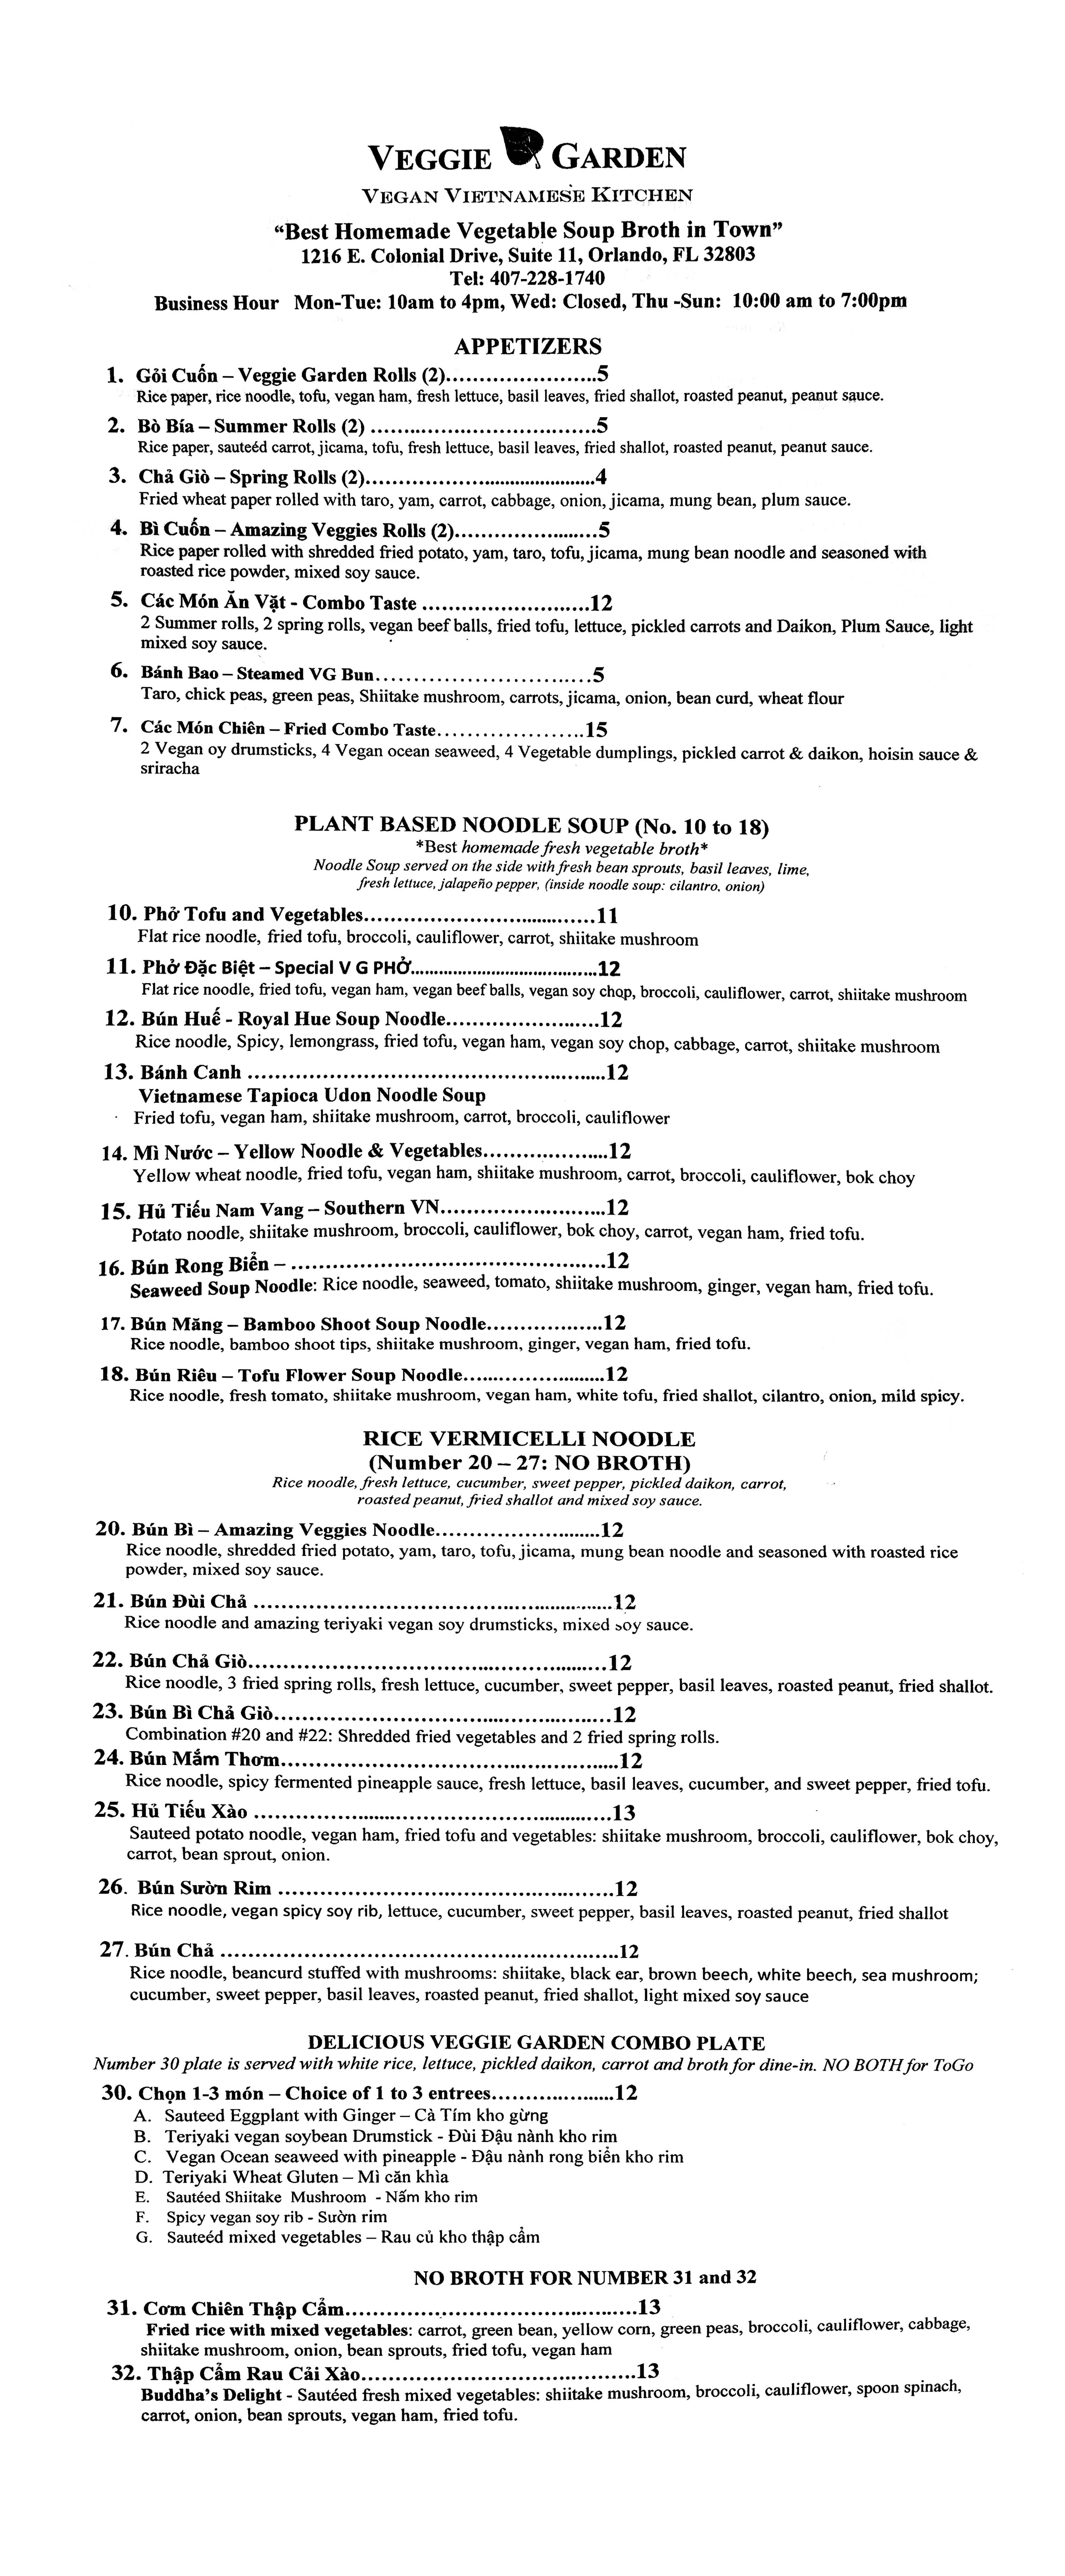 VEGGIE GARDEN
VEGAN VIETNAMESE KITCHEN
“Best Homemade Vegetable Soup Broth in Town”
1216 E. Colonial Drive, Suite 11, Orlando, FL 32803
Tel: 407-228-1740
Business Hour Mon-Tue: 10am to 4pm, Wed: Closed, Thu -Sun: 10:00 am to 7:00pm
APPETIZERS
1. Gỏi Cuốn – Veggie Garden Rolls (2)........................5
Rice paper, rice noodle, tofu, vegan ham, fresh lettuce, basil leaves, fried shallot, roasted peanut, peanut sauce.
2. Bò Bía – Summer Rolls (2) ....................................5
Rice paper, sauteéd carrot, jicama, tofu, fresh lettuce, basil leaves, fried shallot, roasted peanut, peanut sauce.
3. Chả Giò – Spring Rolls (2)........................................4
Fried wheat paper rolled with taro, yam, carrot, cabbage, onion, jicama, mung bean, plum sauce.
4. Bì Cuốn – Amazing Veggies Rolls (2)........................5
Rice paper rolled with shredded fried potato, yam, taro, tofu, jicama, mung bean noodle and seasoned with
roasted rice powder, mixed soy sauce.
5. Các Món Ăn Vặt - Combo Taste ..........................12
2 Summer rolls, 2 spring rolls, vegan beef balls, fried tofu, lettuce, pickled carrots and Daikon, Plum Sauce, light
mixed soy sauce.
6. Bánh Bao – Steamed VG Bun.................................5
Taro, chick peas, green peas, Shiitake mushroom, carrots, jicama, onion, bean curd, wheat flour
7. Các Món Chiên – Fried Combo Taste......................15
2 Vegan oy drumsticks, 4 Vegan ocean seaweed, 4 Vegetable dumplings, pickled carrot & daikon, hoisin sauce &
sriracha
PLANT BASED NOODLE SOUP (No. 10 to 18)
*Best homemade fresh vegetable broth*
Noodle Soup served on the side with fresh bean sprouts, basil leaves, lime,
fresh lettuce, jalapeño pepper, (inside noodle soup: cilantro, onion)
10. Phở Tofu and Vegetables....................................11
Flat rice noodle, fried tofu, broccoli, cauliflower, carrot, shiitake mushroom
11. Phở Đặc Biệt – Special V G PHỞ....................................12
Flat rice noodle, fried tofu, vegan ham, vegan beef balls, vegan soy chop, broccoli, cauliflower, carrot, shiitake mushroom
12. Bún Huế - Royal Hue Soup Noodle........................12
Rice noodle, Spicy, lemongrass, fried tofu, vegan ham, vegan soy chop, cabbage, carrot, shiitake mushroom
13. Bánh Canh ......................................................12
Vietnamese Tapioca Udon Noodle Soup
Fried tofu, vegan ham, shiitake mushroom, carrot, broccoli, cauliflower
14. Mì Nước – Yellow Noodle & Vegetables....................12
Yellow wheat noodle, fried tofu, vegan ham, shiitake mushroom, carrot, broccoli, cauliflower, bok choy
15. Hủ Tiếu Nam Vang – Southern VN..........................12
Potato noodle, shiitake mushroom, broccoli, cauliflower, bok choy, carrot, vegan ham, fried tofu.
16. Bún Rong Biển – ................................................12
Seaweed Soup Noodle: Rice noodle, seaweed, tomato, shiitake mushroom, ginger, vegan ham, fried tofu.
17. Bún Măng – Bamboo Shoot Soup Noodle..................12
Rice noodle, bamboo shoot tips, shiitake mushroom, ginger, vegan ham, fried tofu.
18. Bún Riêu – Tofu Flower Soup Noodle........................12
Rice noodle, fresh tomato, shiitake mushroom, vegan ham, white tofu, fried shallot, cilantro, onion, mild spicy.
RICE VERMICELLI NOODLE
(Number 20 – 27: NO BROTH)
Rice noodle, fresh lettuce, cucumber, sweet pepper, pickled daikon, carrot,
roasted peanut, fried shallot and mixed soy sauce.
20. Bún Bì – Amazing Veggies Noodle..........................12
Rice noodle, shredded fried potato, yam, taro, tofu, jicama, mung bean noodle and seasoned with roasted rice
powder, mixed soy sauce.
21. Bún Đùi Chả ......................................................12
Rice noodle and amazing teriyaki vegan soy drumsticks, mixed soy sauce.
22. Bún Chả Giò......................................................12
Rice noodle, 3 fried spring rolls, fresh lettuce, cucumber, sweet pepper, basil leaves, roasted peanut, fried shallot.
23. Bún Bì Chả Giò...................................................12
Combination #20 and #22: Shredded fried vegetables and 2 fried spring rolls.
24. Bún Mắm Thơm...................................................12
Rice noodle, spicy fermented pineapple sauce, fresh lettuce, basil leaves, cucumber, and sweet pepper, fried tofu.
25. Hủ Tiếu Xào ......................................................13
Sauteed potato noodle, vegan ham, fried tofu and vegetables: shiitake mushroom, broccoli, cauliflower, bok choy,
carrot, bean sprout, onion.
26. Bún Sườn Rim ...................................................12
Rice noodle, vegan spicy soy rib, lettuce, cucumber, sweet pepper, basil leaves, roasted peanut, fried shallot
27. Bún Chả ............................................................12
Rice noodle, beancurd stuffed with mushrooms: shiitake, black ear, brown beech, white beech, sea mushroom;
cucumber, sweet pepper, basil leaves, roasted peanut, fried shallot, light mixed soy sauce
DELICIOUS VEGGIE GARDEN COMBO PLATE
Number 30 plate is served with white rice, lettuce, pickled daikon, carrot and broth for dine-in. NO BOTH for ToGo
30. Chọn 1-3 món – Choice of 1 to 3 entrees....................12
A. Sauteed Eggplant with Ginger – Cà Tím kho gừng
B. Teriyaki vegan soybean Drumstick - Đùi Đậu nành kho rim
C. Vegan Ocean seaweed with pineapple - Đậu nành rong biển kho rim
D. Teriyaki Wheat Gluten – Mì căn khìa
E. Sautéed Shiitake Mushroom - Nấm kho rim
F. Spicy vegan soy rib - Sườn rim
G. Sauteéd mixed vegetables – Rau củ kho thập cẩm
NO BROTH FOR NUMBER 31 and 32
31. Cơm Chiên Thập Cẩm............................................13
Fried rice with mixed vegetables: carrot, green bean, yellow corn, green peas, broccoli, cauliflower, cabbage,
shiitake mushroom, onion, bean sprouts, fried tofu, vegan ham
32. Thập Cẩm Rau Cải Xào..........................................13
Buddha’s Delight - Sautéed fresh mixed vegetables: shiitake mushroom, broccoli, cauliflower, spoon spinach,
carrot, onion, bean sprouts, vegan ham, fried tofu.